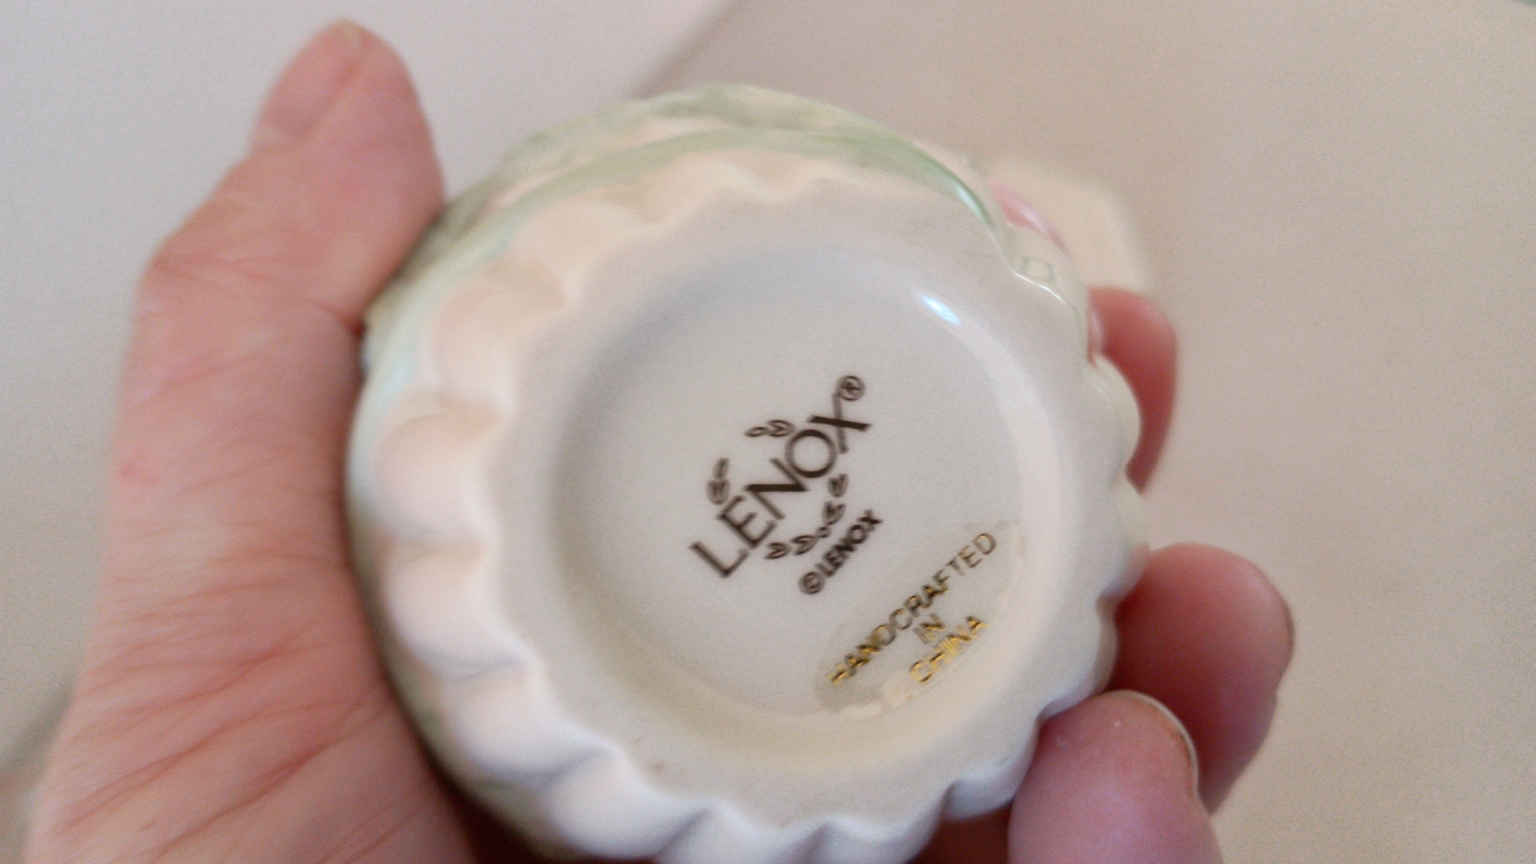 LENOX®
© LENOX
HANDCRAFTED
IN
CHINA